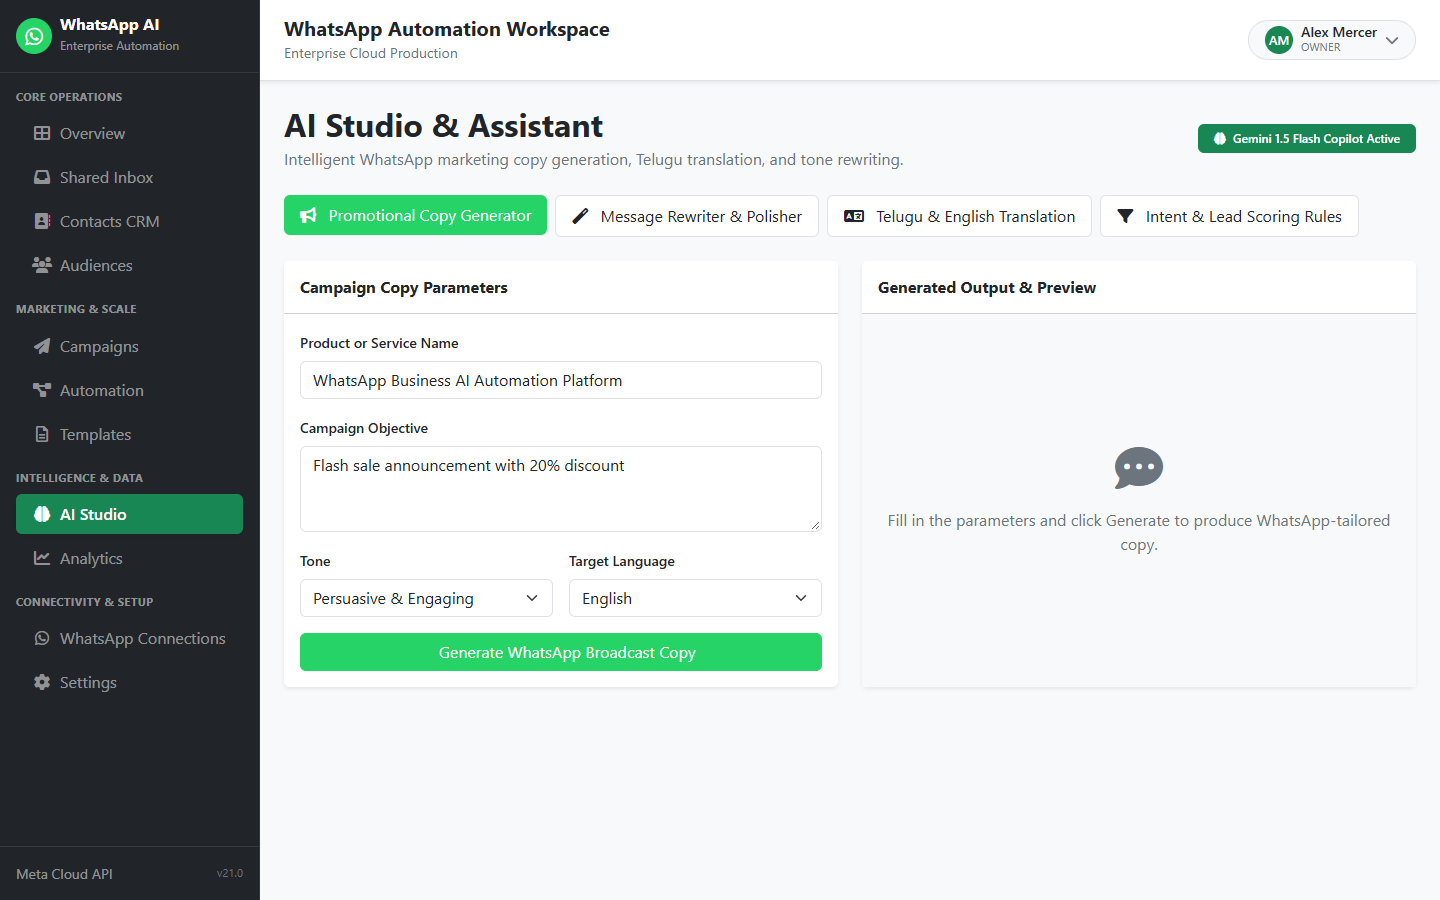 WhatsApp AI
Enterprise Automation
CORE OPERATIONS
Overview
Shared Inbox
Contacts CRM
Audiences
MARKETING & SCALE
Campaigns
Automation
Templates
INTELLIGENCE & DATA
AI Studio
Analytics
CONNECTIVITY & SETUP
WhatsApp Connections
Settings
Meta Cloud API v21.0
WhatsApp Automation Workspace
Enterprise Cloud Production
AM
Alex Mercer
OWNER
AI Studio & Assistant
Intelligent WhatsApp marketing copy generation, Telugu translation, and tone rewriting.
Gemini 1.5 Flash Copilot Active
Promotional Copy Generator
Message Rewriter & Polisher
Telugu & English Translation
Intent & Lead Scoring Rules
Campaign Copy Parameters
Product or Service Name
WhatsApp Business AI Automation Platform
Campaign Objective
Flash sale announcement with 20% discount
Tone
Persuasive & Engaging
Target Language
English
Generate WhatsApp Broadcast Copy
Generated Output & Preview
Fill in the parameters and click Generate to produce WhatsApp-tailored
copy.